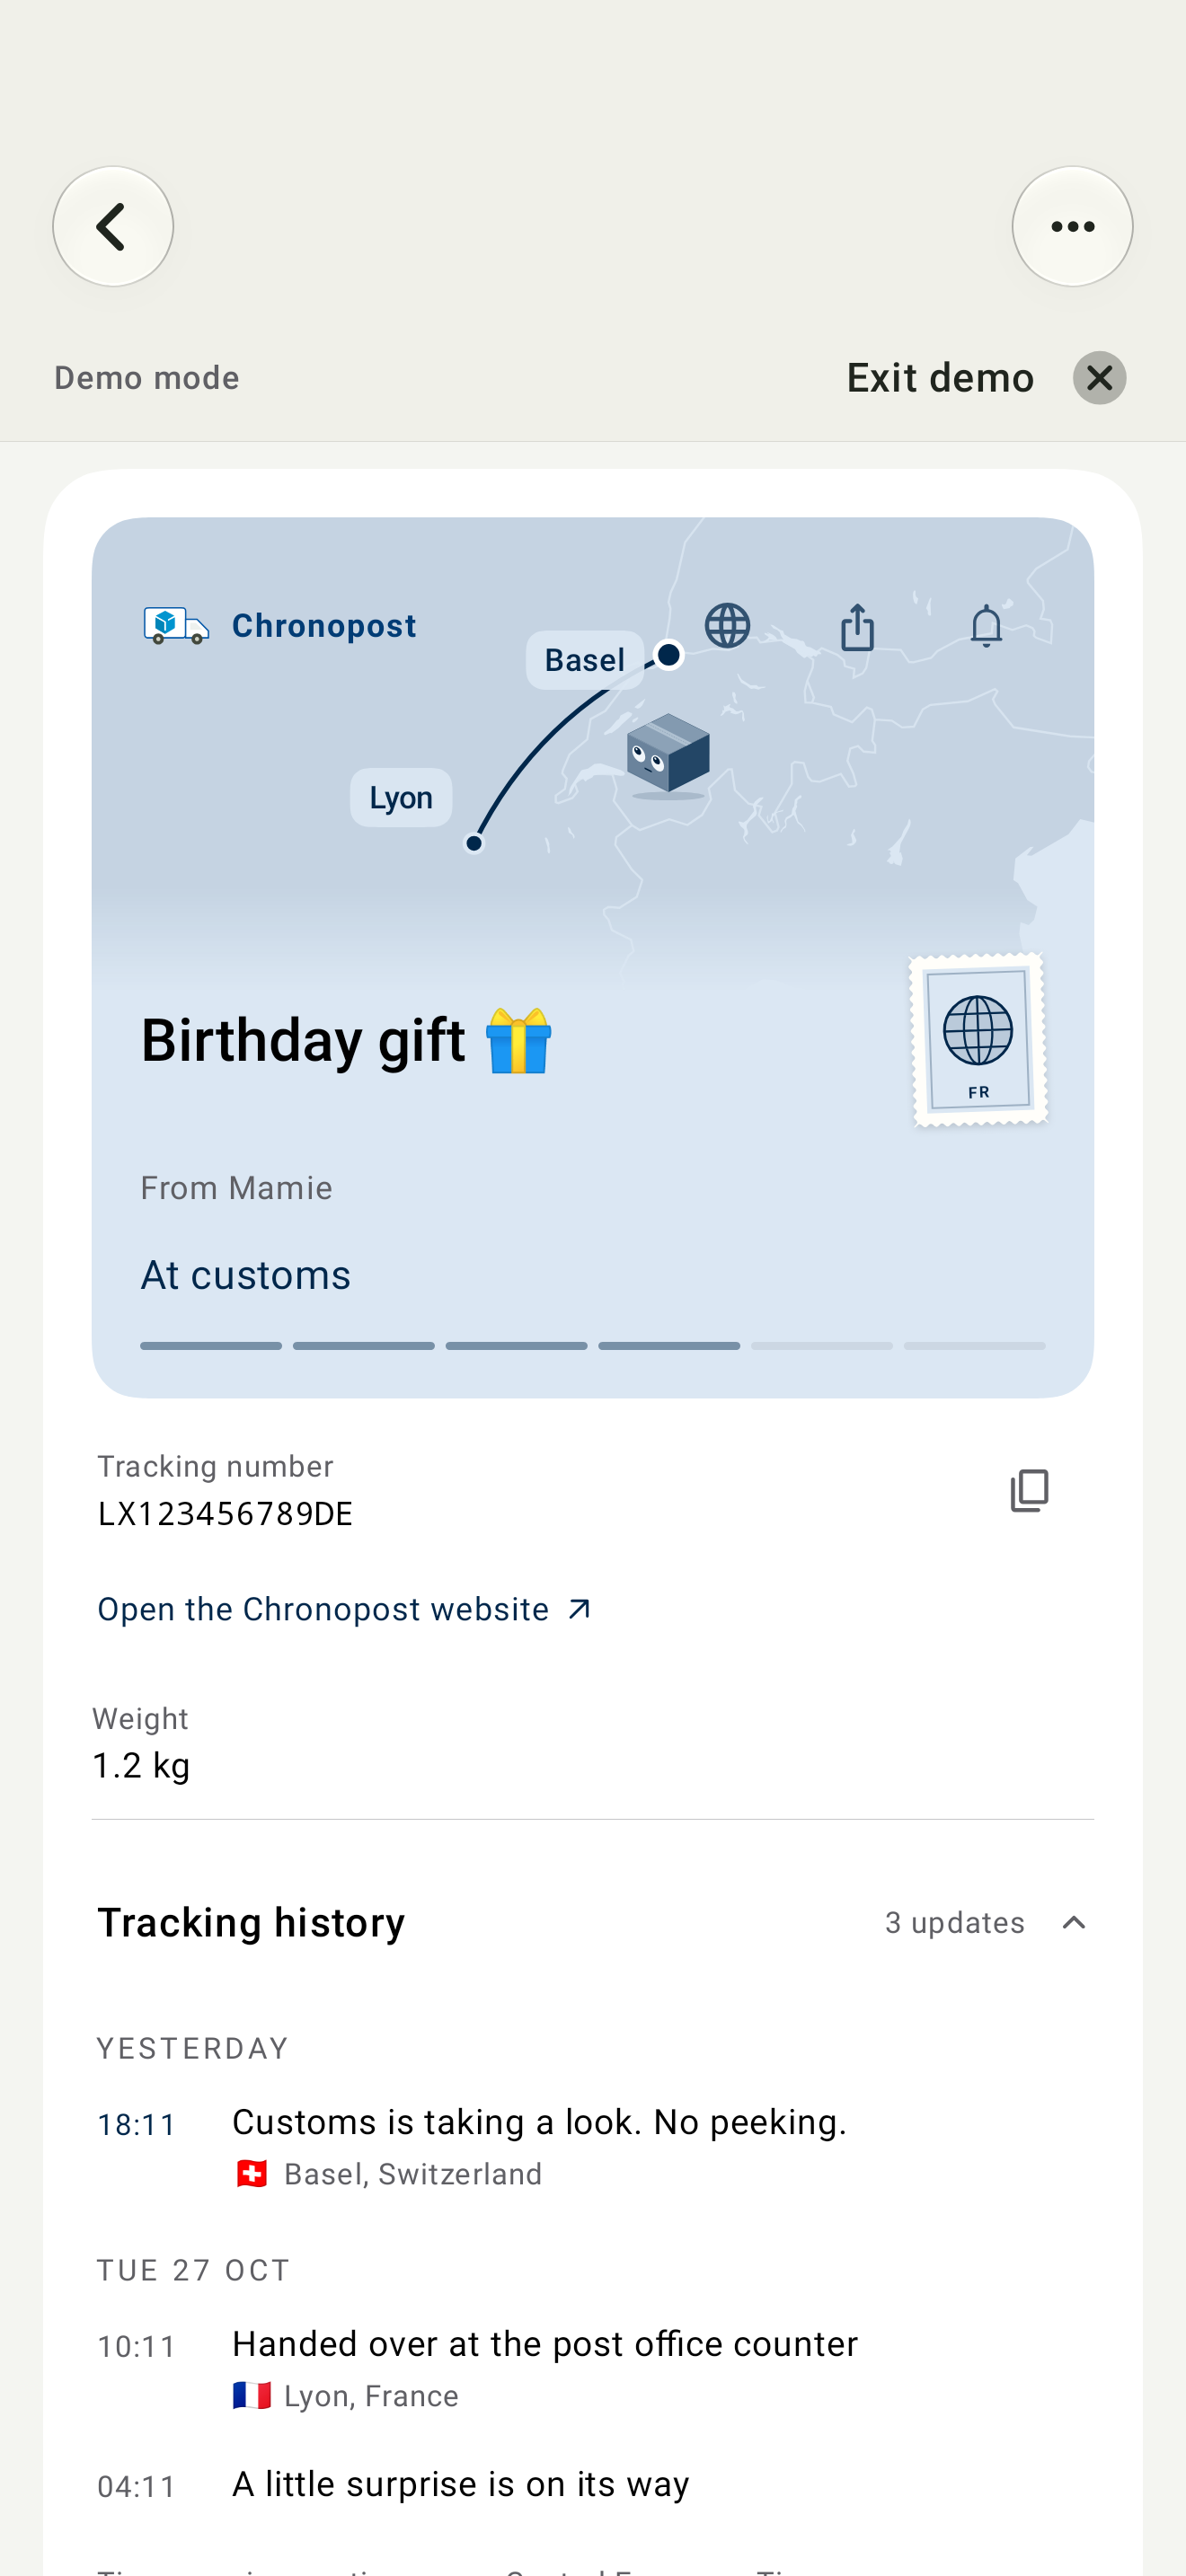 Demo mode
Exit demo
Chronopost
Basel
Lyon
Birthday gift 🎁
FR
From Mamie
At customs
Tracking number
LX123456789DE
Open the Chronopost website
Weight
1.2 kg
Tracking history
3 updates
YESTERDAY
18:11 Customs is taking a look. No peeking.
🇨🇭 Basel, Switzerland
TUE 27 OCT
10:11 Handed over at the post office counter
🇫🇷 Lyon, France
04:11 A little surprise is on its way